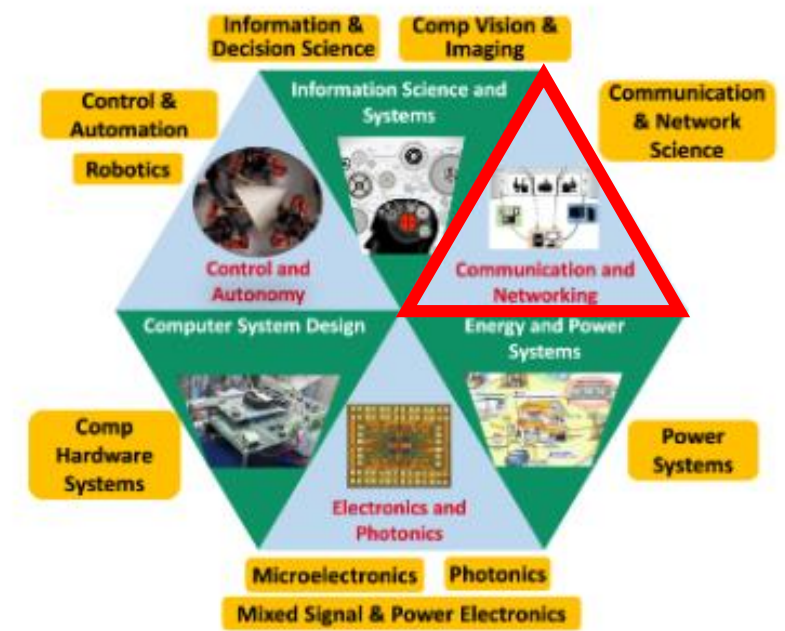 Information &
Decision Science
Comp Vision &
Imaging
Control &
Automation
Robotics
Information Science and
Systems
Communication
& Network
Science
Control and
Autonomy
Communication and
Networking
Computer System Design
Energy and Power
Systems
Comp
Hardware
Systems
Power
Systems
Electronics and
Photonics
Microelectronics
Photonics
Mixed Signal & Power Electronics